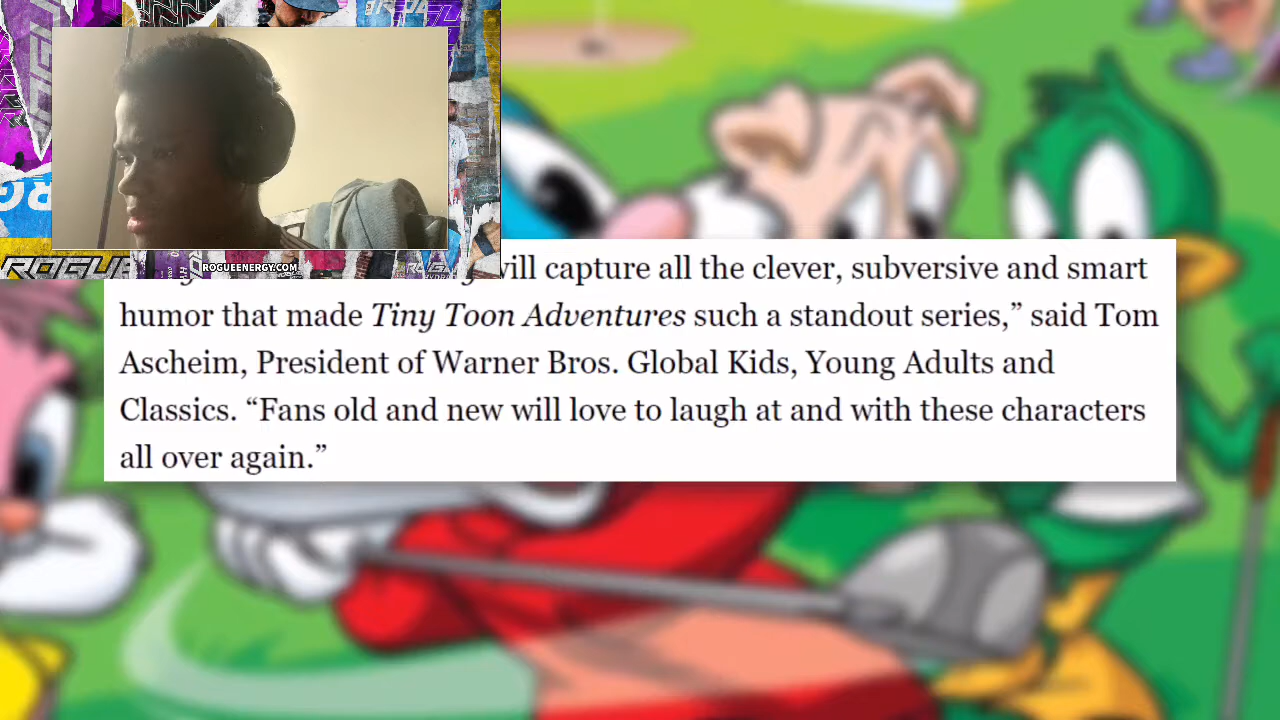 ROGUEENERGY.COM
ROGUE
will capture all the clever, subversive and smart
humor that made Tiny Toon Adventures such a standout series,” said Tom
Ascheim, President of Warner Bros. Global Kids, Young Adults and
Classics. “Fans old and new will love to laugh at and with these characters
all over again.”